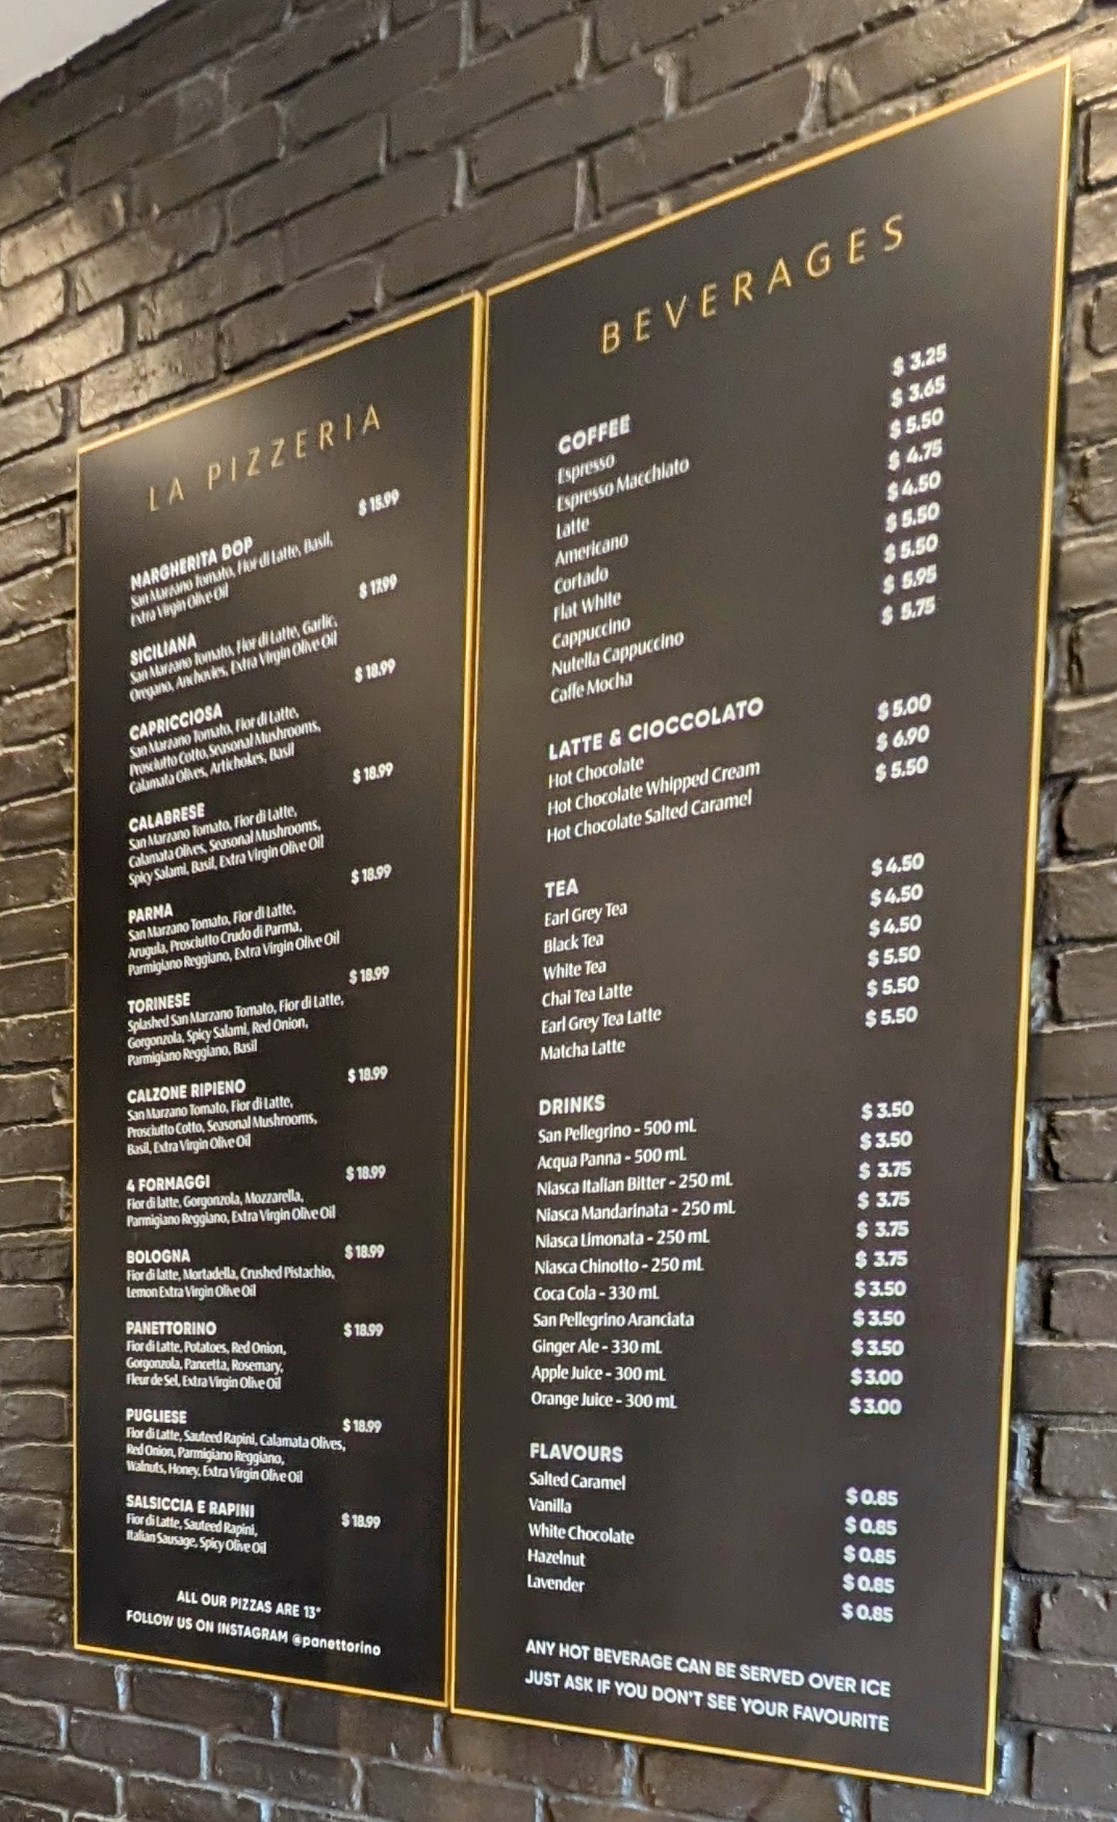 LA PIZZERIA
MARGHERITA DOP $ 15.99
San Marzano Tomato, Fior di Latte, Basil,
Extra Virgin Olive Oil
SICILIANA $ 17.99
San Marzano Tomato, Fior di Latte, Garlic,
Oregano, Anchovies, Extra Virgin Olive Oil
CAPRICCIOSA $ 18.99
San Marzano Tomato, Fior di Latte,
Prosciutto Cotto, Seasonal Mushrooms,
Calamata Olives, Artichokes, Basil
CALABRESE $ 18.99
San Marzano Tomato, Fior di Latte,
Calamata Olives, Seasonal Mushrooms,
Spicy Salami, Basil, Extra Virgin Olive Oil
PARMA $ 18.99
San Marzano Tomato, Fior di Latte,
Arugula, Prosciutto Crudo di Parma,
Parmigiano Reggiano, Extra Virgin Olive Oil
TORINESE $ 18.99
Splashed San Marzano Tomato, Fior di Latte,
Gorgonzola, Spicy Salami, Red Onion,
Parmigiano Reggiano, Basil
CALZONE RIPIENO $ 18.99
San Marzano Tomato, Fior di Latte,
Prosciutto Cotto, Seasonal Mushrooms,
Basil, Extra Virgin Olive Oil
4 FORMAGGI $ 18.99
Fior di latte, Gorgonzola, Mozzarella,
Parmigiano Reggiano, Extra Virgin Olive Oil
BOLOGNA $ 18.99
Fior di latte, Mortadella, Crushed Pistachio,
Lemon Extra Virgin Olive Oil
PANETTORINO $ 18.99
Fior di Latte, Potatoes, Red Onion,
Gorgonzola, Pancetta, Rosemary,
Fleur de Sel, Extra Virgin Olive Oil
PUGLIESE $ 18.99
Fior di Latte, Sauteed Rapini, Calamata Olives,
Red Onion, Parmigiano Reggiano,
Walnuts, Honey, Extra Virgin Olive Oil
SALSICCIA E RAPINI $ 18.99
Fior di Latte, Sauteed Rapini,
Italian Sausage, Spicy Olive Oil
ALL OUR PIZZAS ARE 13"
FOLLOW US ON INSTAGRAM @panettorino
BEVERAGES
COFFEE
Espresso $ 3.25
Espresso Macchiato $ 3.65
Latte $ 5.50
Americano $ 4.75
Cortado $ 4.50
Flat White $ 5.50
Cappuccino $ 5.50
Nutella Cappuccino $ 5.95
Caffe Mocha $ 5.75
LATTE & CIOCCOLATO
Hot Chocolate $ 5.00
Hot Chocolate Whipped Cream $ 6.90
Hot Chocolate Salted Caramel $ 5.50
TEA
Earl Grey Tea $ 4.50
Black Tea $ 4.50
White Tea $ 4.50
Chai Tea Latte $ 5.50
Earl Grey Tea Latte $ 5.50
Matcha Latte $ 5.50
DRINKS
San Pellegrino - 500 mL $ 3.50
Acqua Panna - 500 mL $ 3.50
Niasca Italian Bitter - 250 mL $ 3.75
Niasca Mandarinata - 250 mL $ 3.75
Niasca Limonata - 250 mL $ 3.75
Niasca Chinotto - 250 mL $ 3.75
Coca Cola - 330 mL $ 3.50
San Pellegrino Aranciata $ 3.50
Ginger Ale - 330 mL $ 3.50
Apple Juice - 300 mL $ 3.00
Orange Juice - 300 mL $ 3.00
FLAVOURS
Salted Caramel $ 0.85
Vanilla $ 0.85
White Chocolate $ 0.85
Hazelnut $ 0.85
Lavender $ 0.85
ANY HOT BEVERAGE CAN BE SERVED OVER ICE
JUST ASK IF YOU DON'T SEE YOUR FAVOURITE